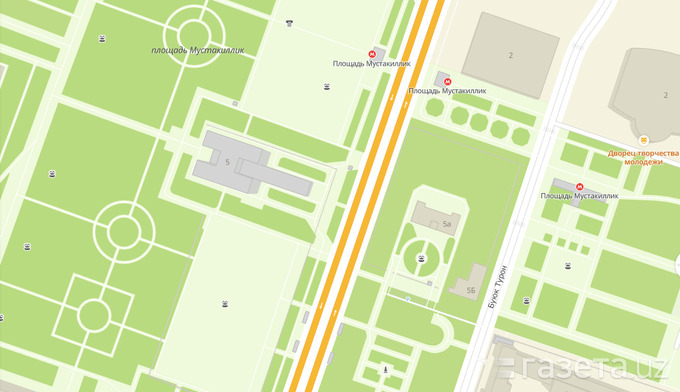 площадь Мустакиллик
Площадь Мустакиллик
Площадь Мустакиллик
2
2
Дворец творчества
молодежи
5
Площадь Мустакиллик
5а
5Б
Буюк Турон
газета.uz